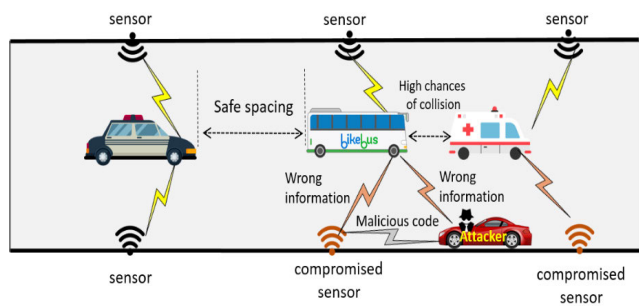 sensor
sensor
sensor
Safe spacing
High chances
of collision
bikebus
Wrong
information
Wrong
information
Malicious code
Attacker
sensor
compromised
sensor
compromised
sensor